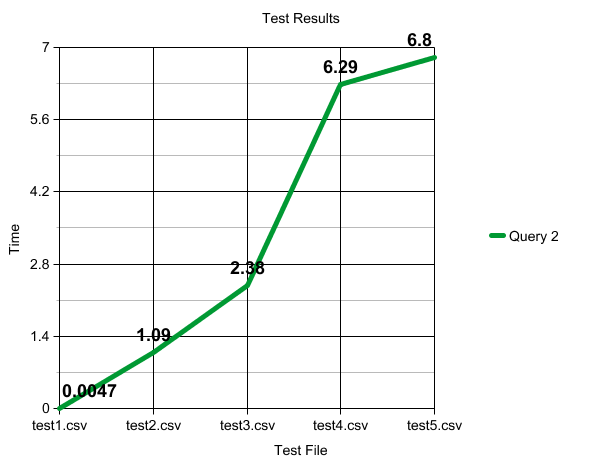 Test Results
7
5.6
4.2
2.8
1.4
0
Time
0.0047
1.09
2.38
6.29
6.8
test1.csv test2.csv test3.csv test4.csv test5.csv
Test File
Query 2